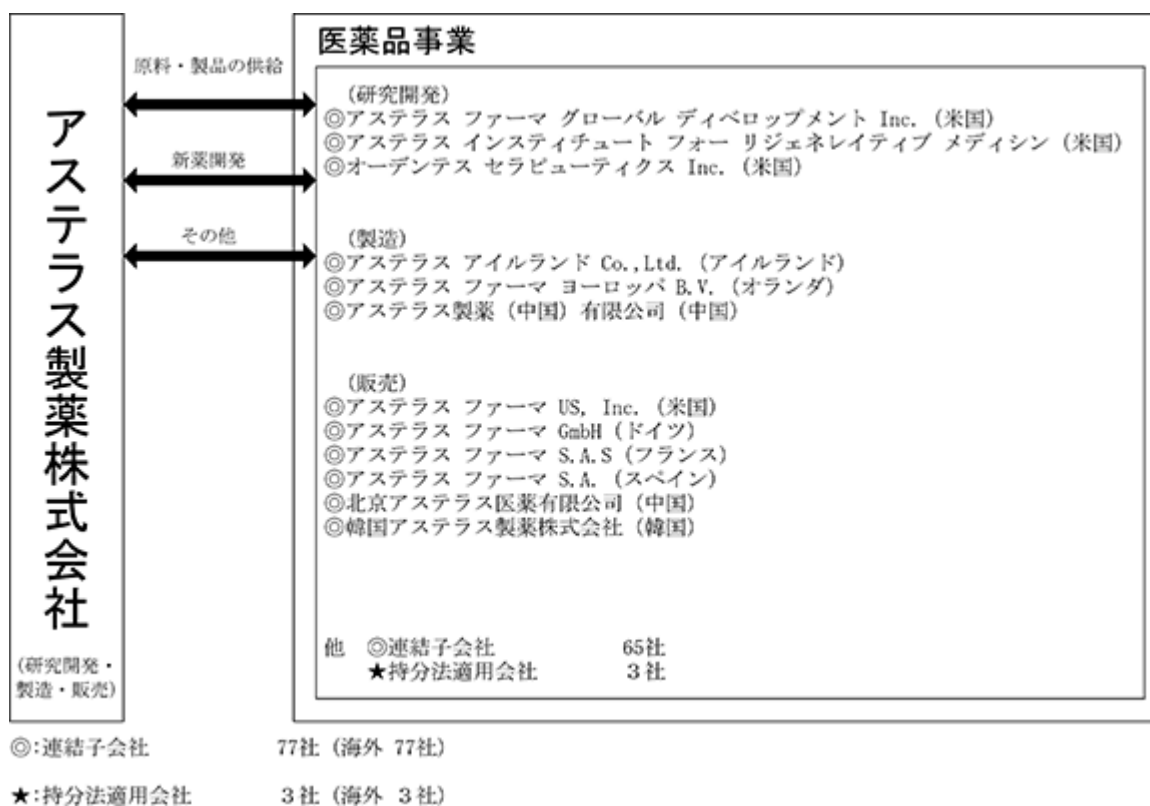 アステラス製薬株式会社
(研究開発・
製造・販売)
原料・製品の供給
新薬開発
その他
医薬品事業
(研究開発)
◎アステラス ファーマ グローバル ディベロップメント Inc. (米国)
◎アステラス インスティチュート フォー リジェネレイティブ メディシン (米国)
◎オーデンテス セラピューティクス Inc. (米国)
(製造)
◎アステラス アイルランド Co.,Ltd. (アイルランド)
◎アステラス ファーマ ヨーロッパ B.V. (オランダ)
◎アステラス製薬 (中国) 有限公司 (中国)
(販売)
◎アステラス ファーマ US, Inc. (米国)
◎アステラス ファーマ GmbH (ドイツ)
◎アステラス ファーマ S.A.S (フランス)
◎アステラス ファーマ S.A. (スペイン)
◎北京アステラス医薬有限公司 (中国)
◎韓国アステラス製薬株式会社 (韓国)
他 ◎連結子会社 65社
★持分法適用会社 3社
◎:連結子会社 77社 (海外 77社)
★:持分法適用会社 3社 (海外 3社)